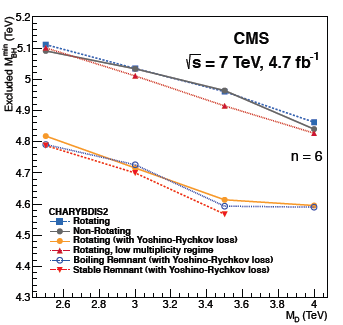 CMS
√s = 7 TeV, 4.7 fb⁻¹
n = 6
Excluded M_BH^min (TeV)
5.2
5.1
5
4.9
4.8
4.7
4.6
4.5
4.4
4.3
CHARYBDIS2
Rotating
Non-Rotating
Rotating (with Yoshino-Rychkov loss)
Rotating, low multiplicity regime
Boiling Remnant (with Yoshino-Rychkov loss)
Stable Remnant (with Yoshino-Rychkov loss)
2.6 2.8 3 3.2 3.4 3.6 3.8 4
M_D (TeV)